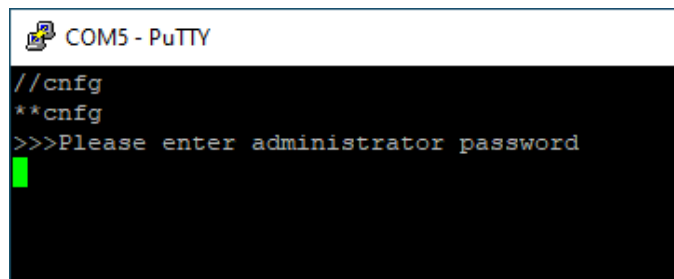 COM5 - PuTTY
//cnfg
**cnfg
>>>Please enter administrator password